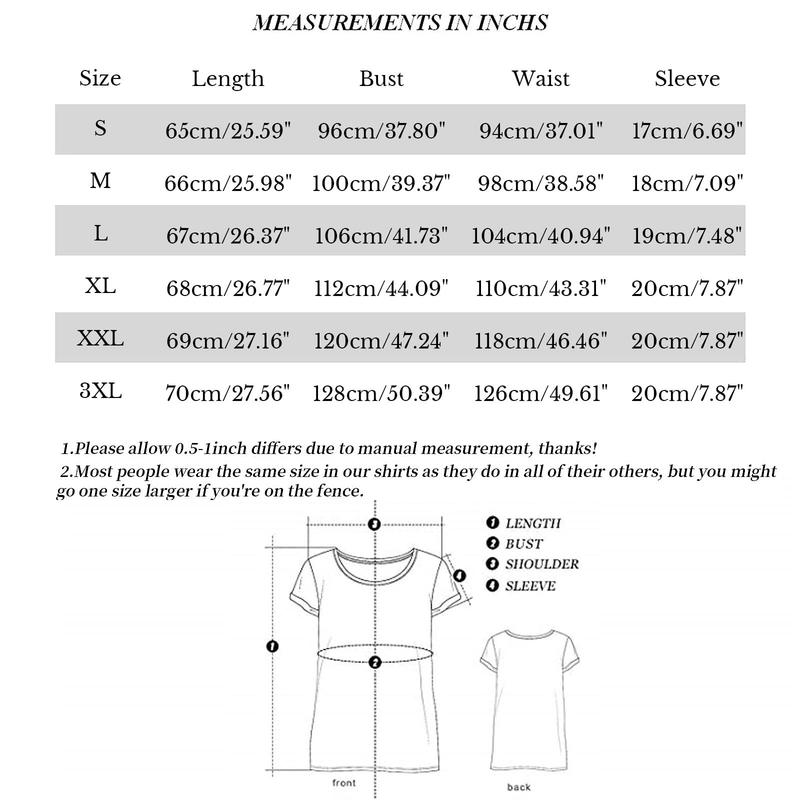 MEASUREMENTS IN INCHS
Size Length Bust Waist Sleeve
S 65cm/25.59" 96cm/37.80" 94cm/37.01" 17cm/6.69"
M 66cm/25.98" 100cm/39.37" 98cm/38.58" 18cm/7.09"
L 67cm/26.37" 106cm/41.73" 104cm/40.94" 19cm/7.48"
XL 68cm/26.77" 112cm/44.09" 110cm/43.31" 20cm/7.87"
XXL 69cm/27.16" 120cm/47.24" 118cm/46.46" 20cm/7.87"
3XL 70cm/27.56" 128cm/50.39" 126cm/49.61" 20cm/7.87"
1.Please allow 0.5-1inch differs due to manual measurement, thanks!
2.Most people wear the same size in our shirts as they do in all of their others, but you might
go one size larger if you're on the fence.
3
1 LENGTH
2 BUST
3 SHOULDER
4 SLEEVE
4
1
2
front
back